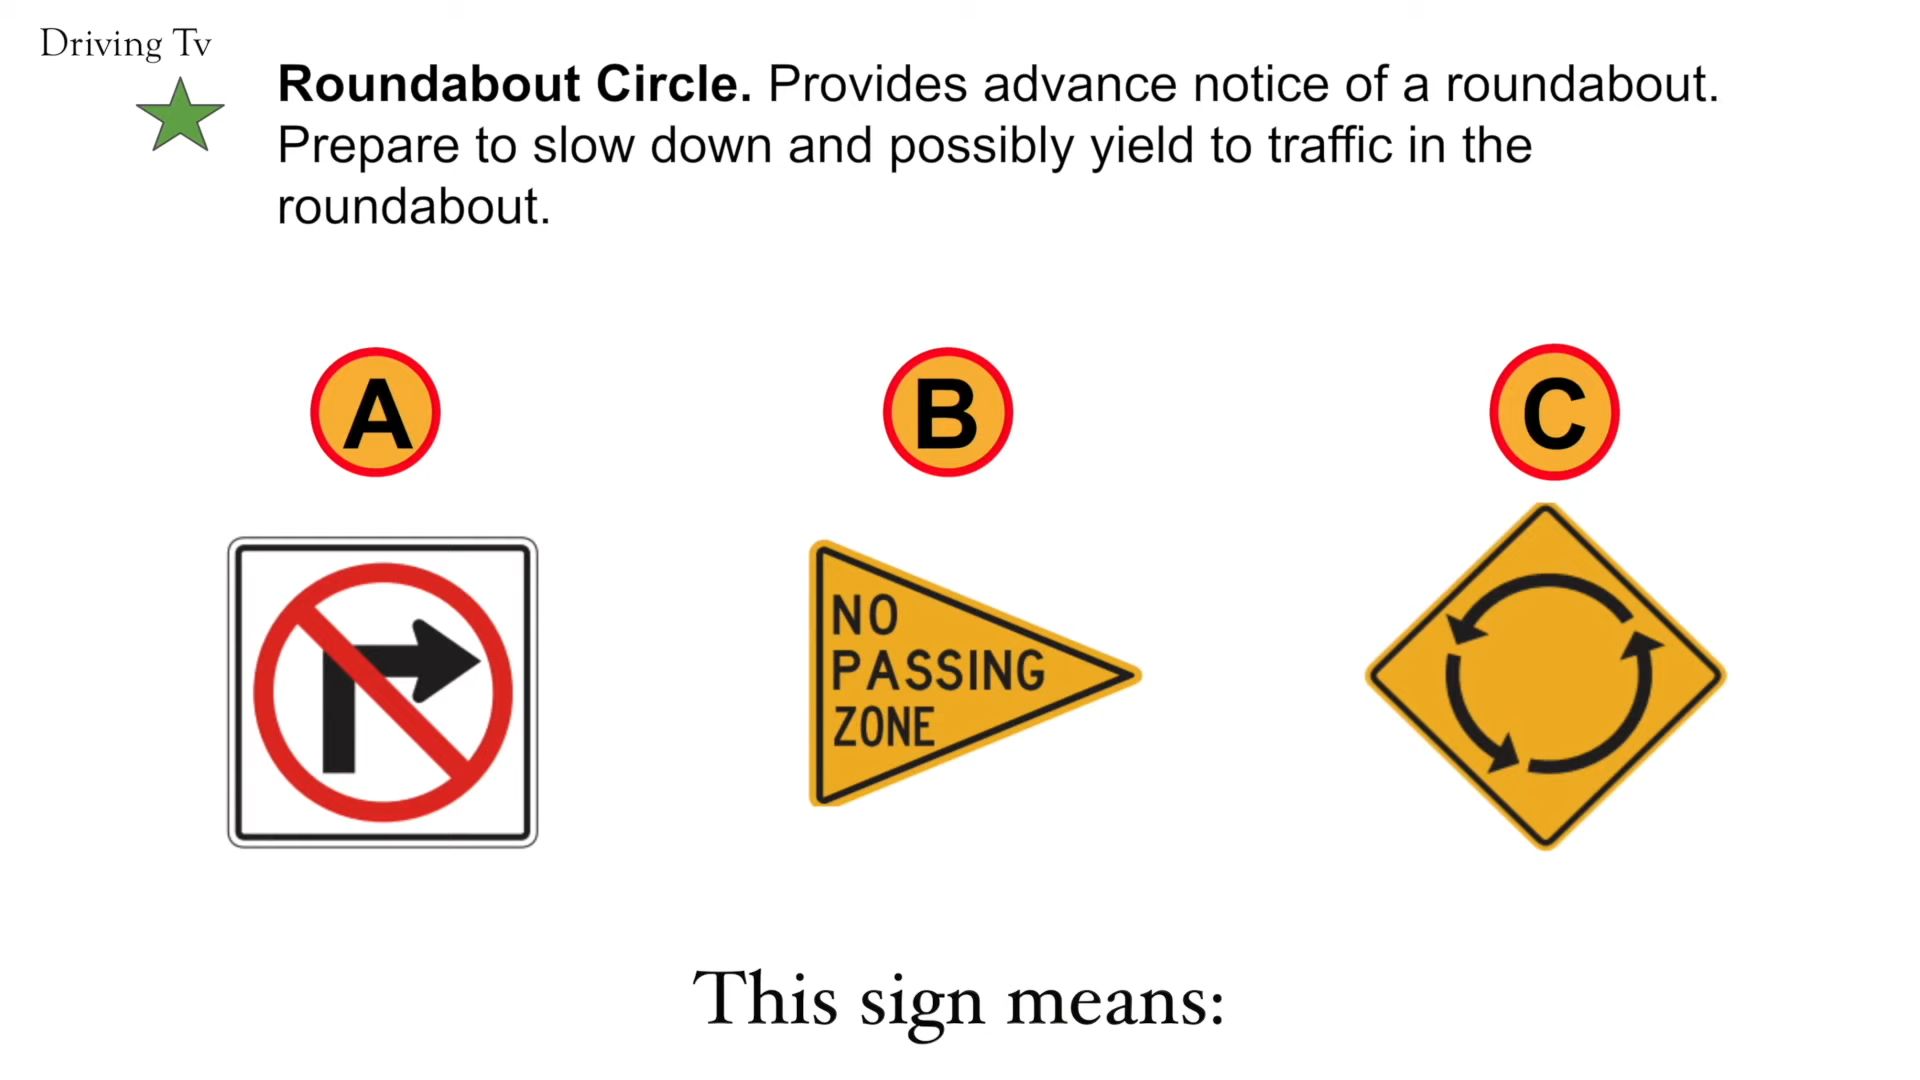 Driving Tv
Roundabout Circle. Provides advance notice of a roundabout.
Prepare to slow down and possibly yield to traffic in the
roundabout.
A
B
C
NO
PASSING
ZONE
This sign means: